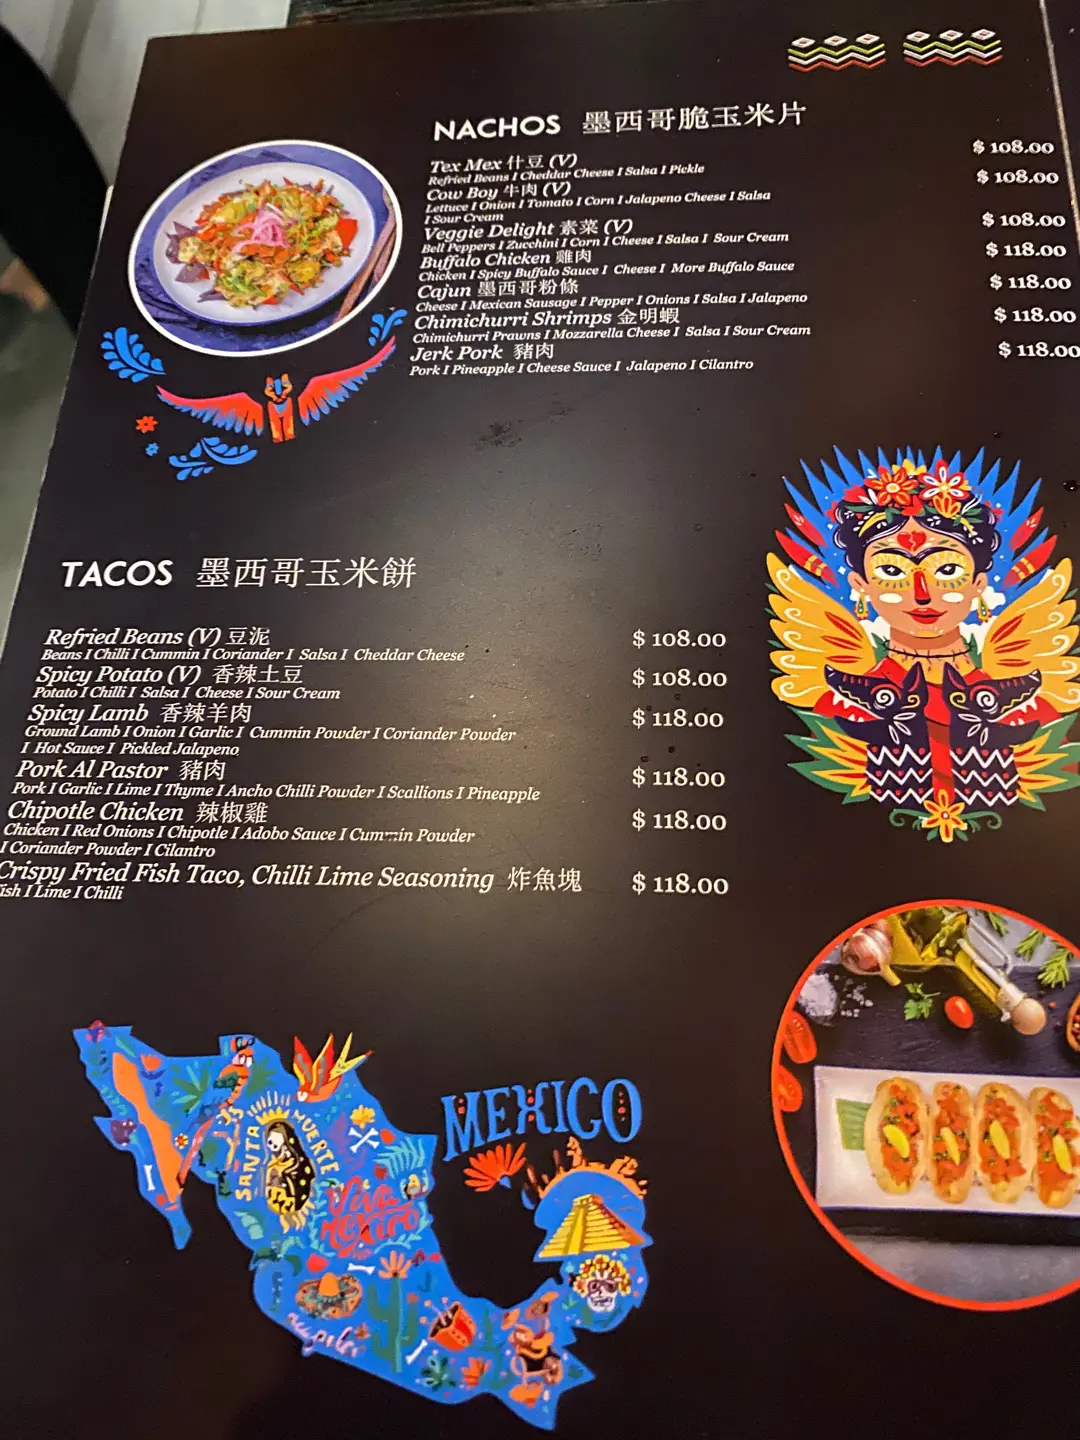 NACHOS 墨西哥脆玉米片
Tex Mex 什豆 (V) $ 108.00
Refried Beans I Cheddar Cheese I Salsa I Pickle
Cow Boy 牛肉 (V) $ 108.00
Lettuce I Onion I Tomato I Corn I Jalapeno Cheese I Salsa
I Sour Cream
Veggie Delight 素菜 (V) $ 108.00
Bell Peppers I Zucchini I Corn I Cheese I Salsa I Sour Cream
Buffalo Chicken 雞肉 $ 118.00
Chicken I Spicy Buffalo Sauce I Cheese I More Buffalo Sauce
Cajun 墨西哥粉條 $ 118.00
Cheese I Mexican Sausage I Pepper I Onions I Salsa I Jalapeno
Chimichurri Shrimps 金明蝦 $ 118.00
Chimichurri Prawns I Mozzarella Cheese I Salsa I Sour Cream
Jerk Pork 豬肉 $ 118.00
Pork I Pineapple I Cheese Sauce I Jalapeno I Cilantro
TACOS 墨西哥玉米餅
Refried Beans (V) 豆泥 $ 108.00
Beans I Chilli I Cummin I Coriander I Salsa I Cheddar Cheese
Spicy Potato (V) 香辣土豆 $ 108.00
Potato I Chilli I Salsa I Cheese I Sour Cream
Spicy Lamb 香辣羊肉 $ 118.00
Ground Lamb I Onion I Garlic I Cummin Powder I Coriander Powder
I Hot Sauce I Pickled Jalapeno
Pork Al Pastor 豬肉 $ 118.00
Pork I Garlic I Lime I Thyme I Ancho Chilli Powder I Scallions I Pineapple
Chipotle Chicken 辣椒雞 $ 118.00
Chicken I Red Onions I Chipotle I Adobo Sauce I Cummin Powder
I Coriander Powder I Cilantro
Crispy Fried Fish Taco, Chilli Lime Seasoning 炸魚塊 $ 118.00
Fish I Lime I Chilli
MEXICO
SANTA MUERTE
Viva Mexico